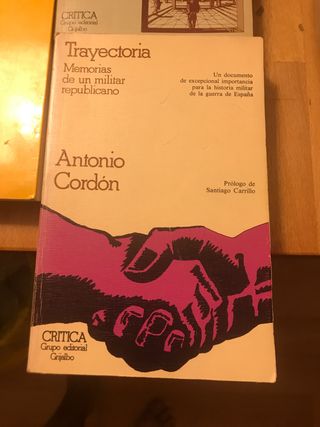 CRITICA
Grupo editorial
Grijalbo
Trayectoria
Memorias
de un militar
republicano
Un documento
de excepcional importancia
para la historia militar
de la guerra de España
Antonio
Cordón
Prólogo de
Santiago Carrillo
CRITICA
Grupo editorial
Grijalbo